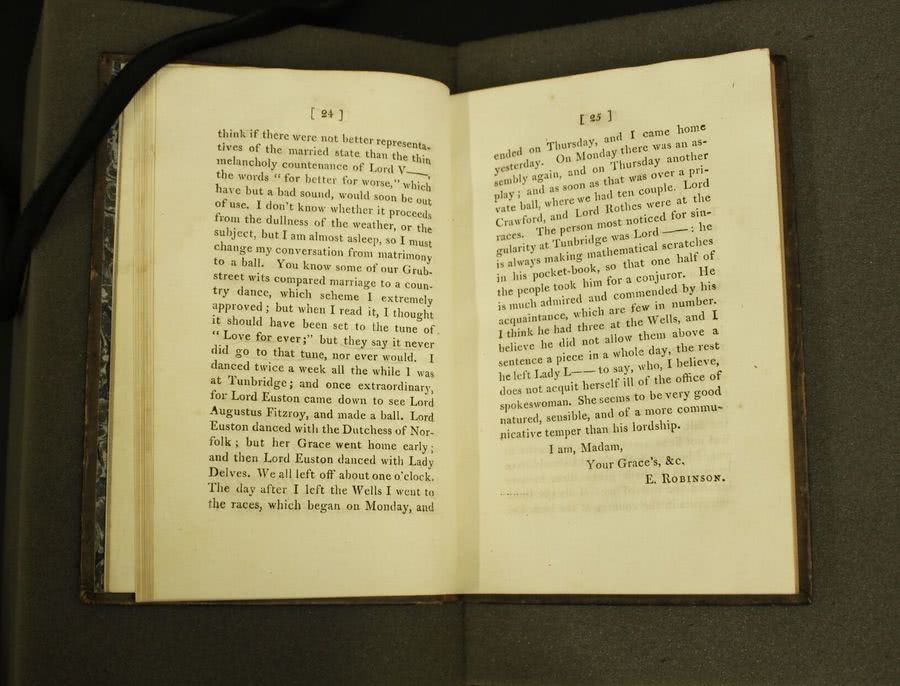 [ 24 ]
think if there were not better representa-
tives of the married state than the thin
melancholy countenance of Lord V——,
the words “ for better for worse,” which
have but a bad sound, would soon be out
of use. I don't know whether it proceeds
from the dullness of the weather, or the
subject, but I am almost asleep, so I must
change my conversation from matrimony
to a ball. You know some of our Grub-
street wits compared marriage to a coun-
try dance, which scheme I extremely
approved ; but when I read it, I thought
it should have been set to the tune of
“ Love for ever ;” but they say it never
did go to that tune, nor ever would. I
danced twice a week all the while I was
at Tunbridge ; and once extraordinary,
for Lord Euston came down to see Lord
Augustus Fitzroy, and made a ball. Lord
Euston danced with the Dutchess of Nor-
folk ; but her Grace went home early ;
and then Lord Euston danced with Lady
Delves. We all left off about one o'clock.
The day after I left the Wells I went to
the races, which began on Monday, and
[ 25 ]
ended on Thursday, and I came home
yesterday. On Monday there was an as-
sembly again, and on Thursday another
play ; and as soon as that was over a pri-
vate ball, where we had ten couple. Lord
Crawford, and Lord Rothes were at the
races. The person most noticed for sin-
gularity at Tunbridge was Lord —— : he
is always making mathematical scratches
in his pocket-book, so that one half of
the people took him for a conjuror. He
is much admired and commended by his
acquaintance, which are few in number.
I think he had three at the Wells, and I
believe he did not allow them above a
sentence a piece in a whole day, the rest
he left Lady L—— to say, who, I believe,
does not acquit herself ill of the office of
spokeswoman. She seems to be very good
natured, sensible, and of a more commu-
nicative temper than his lordship.
I am, Madam,
Your Grace's, &c.
E. ROBINSON.